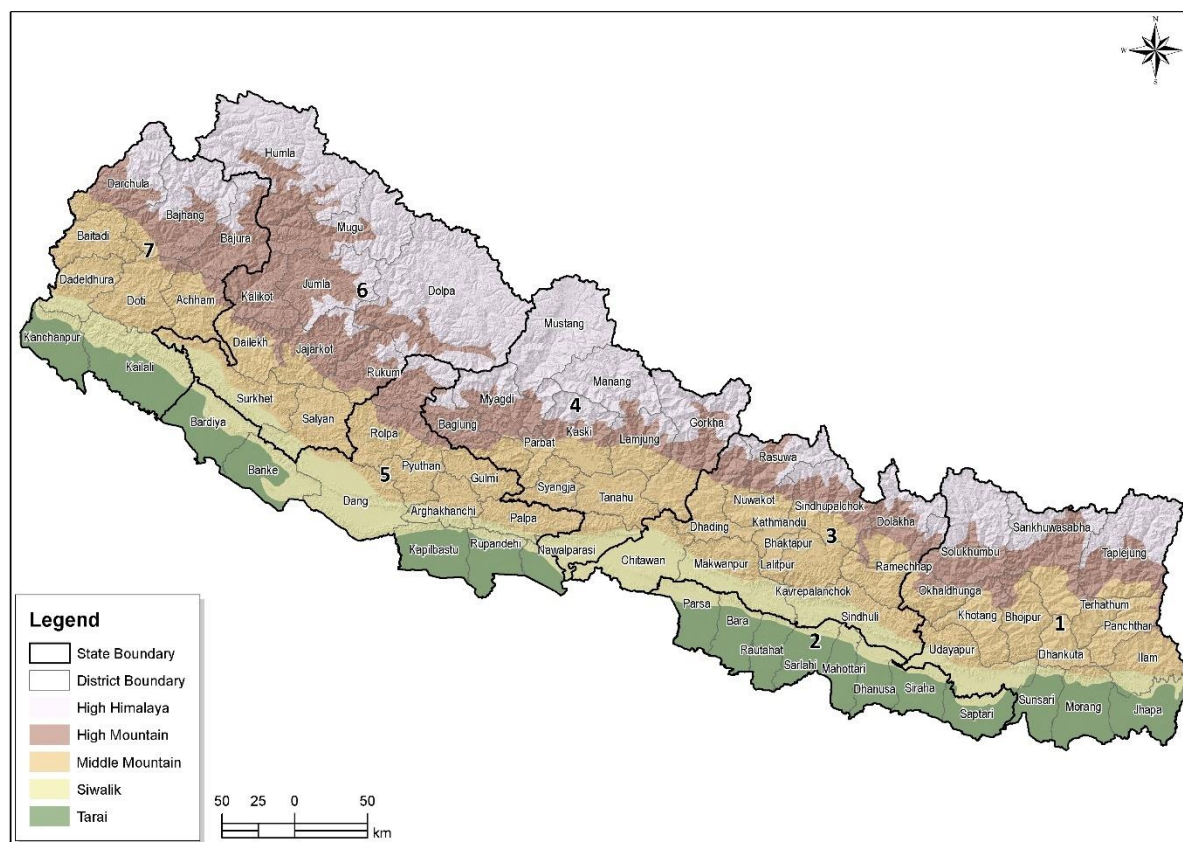 N
W
E
S
Humla
Darchula
Bajhang
Bajura
Mugu
Baitadi
7
Dadeldhura
Doti
Achham
Kalikot
Jumla
6
Dolpa
Mustang
Kanchanpur
Kailali
Dailekh
Jajarkot
Rukum
Manang
Myagdi
4
Gorkha
Surkhet
Salyan
Bardiya
Rolpa
Baglung
Parbat
Kaski
Lamjung
Rasuwa
Banke
5
Pyuthan
Gulmi
Syangja
Tanahu
Nuwakot
Sindhupalchok
Dolakha
Sankhuwasabha
Solukhumbu
Taplejung
Dang
Arghakhanchi
Palpa
Dhading
Kathmandu
Bhaktapur
3
Ramechhap
Kapilbastu
Rupandehi
Nawalparasi
Chitawan
Makwanpur
Lalitpur
Kavrepalanchok
Okhaldhunga
Khotang
Bhojpur
Terhathum
1
Panchthar
Sindhuli
Parsa
Bara
2
Rautahat
Sarlahi
Mahottari
Udayapur
Dhankuta
Ilam
Dhanusa
Siraha
Saptari
Sunsari
Morang
Jhapa
Legend
State Boundary
District Boundary
High Himalaya
High Mountain
Middle Mountain
Siwalik
Tarai
50 25 0 50
km